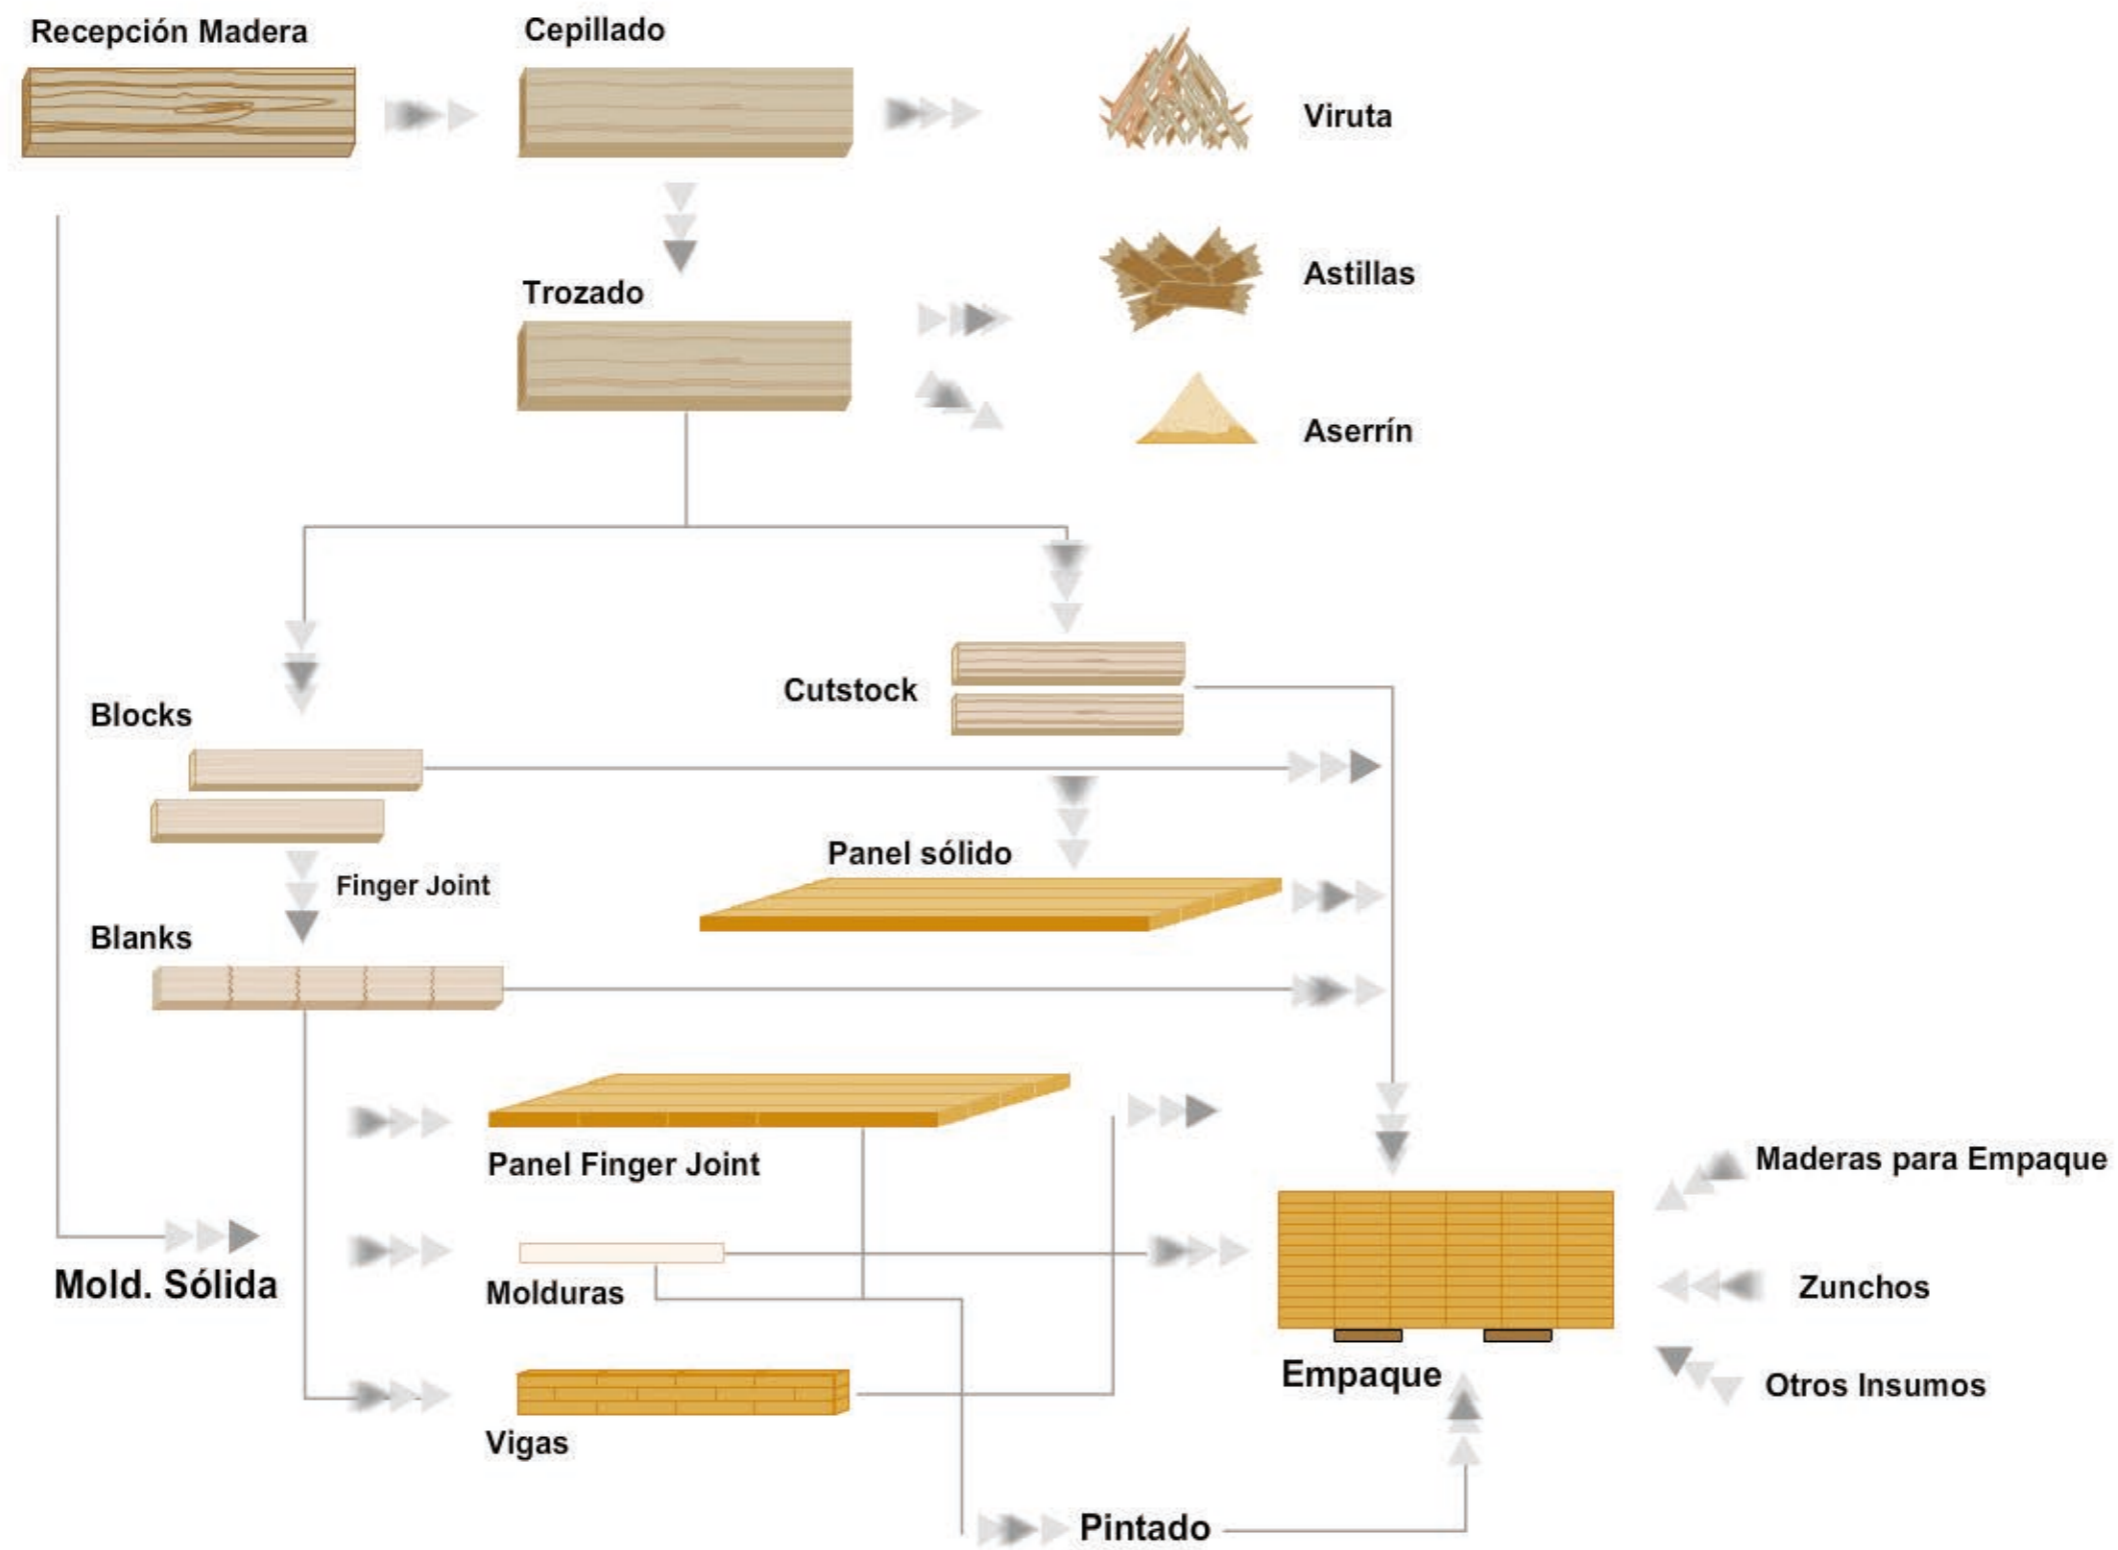 Recepción Madera
Cepillado
Viruta
Astillas
Trozado
Aserrín
Cutstock
Blocks
Panel sólido
Finger Joint
Blanks
Maderas para Empaque
Panel Finger Joint
Mold. Sólida
Molduras
Zunchos
Empaque
Otros Insumos
Vigas
Pintado